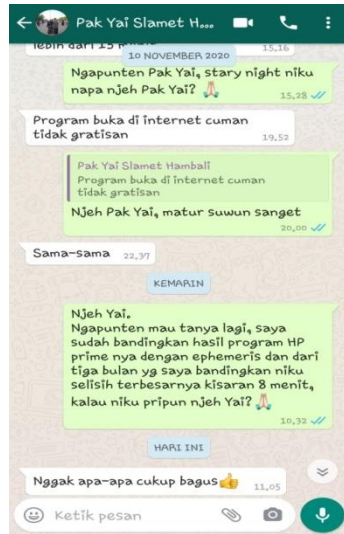 Pak Yai Slamet H...
lebih dari 15 menit
15,16
10 NOVEMBER 2020
Ngapunten Pak Yai, stary night niku
napa njeh Pak Yai? 🙏
15,28
Program buka di internet cuman
tidak gratisan
19,52
Pak Yai Slamet Hambali
Program buka di internet cuman
tidak gratisan
Njeh Pak Yai, matur suwun sanget
20,00
Sama-sama 22,37
KEMARIN
Njeh Yai.
Ngapunten mau tanya lagi, saya
sudah bandingkan hasil program HP
prime nya dengan ephemeris dan dari
tiga bulan yg saya bandingkan niku
selisih terbesarnya kisaran 8 menit,
kalau niku pripun njeh Yai? 🙏
10,32
HARI INI
Nggak apa-apa cukup bagus👍 11,05
Ketik pesan